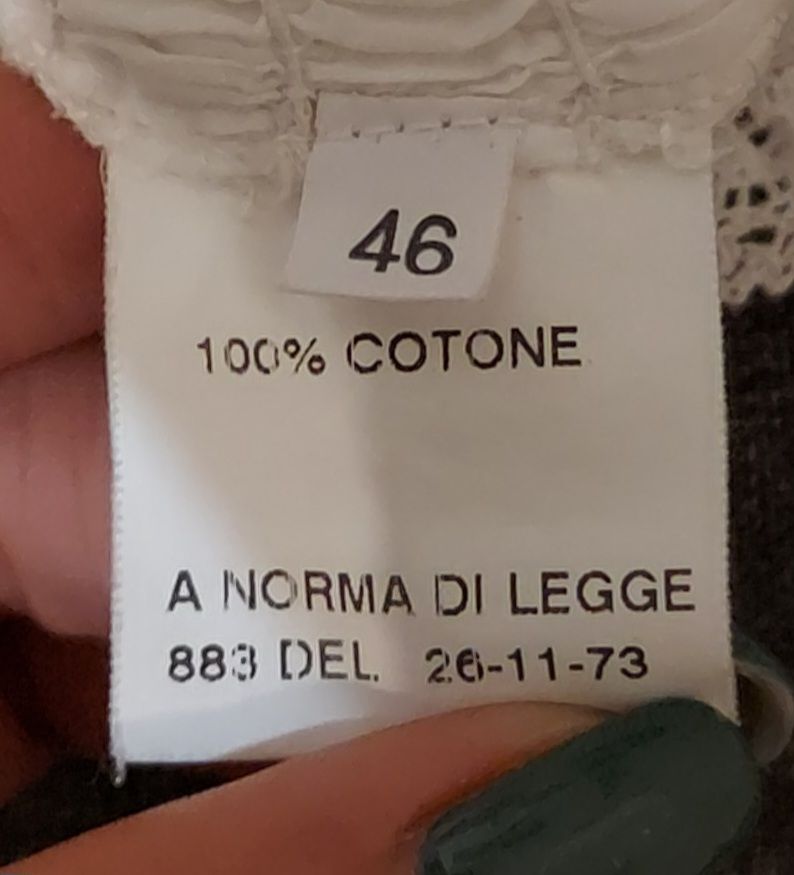 46
100% COTONE
A NORMA DI LEGGE
883 DEL. 26-11-73